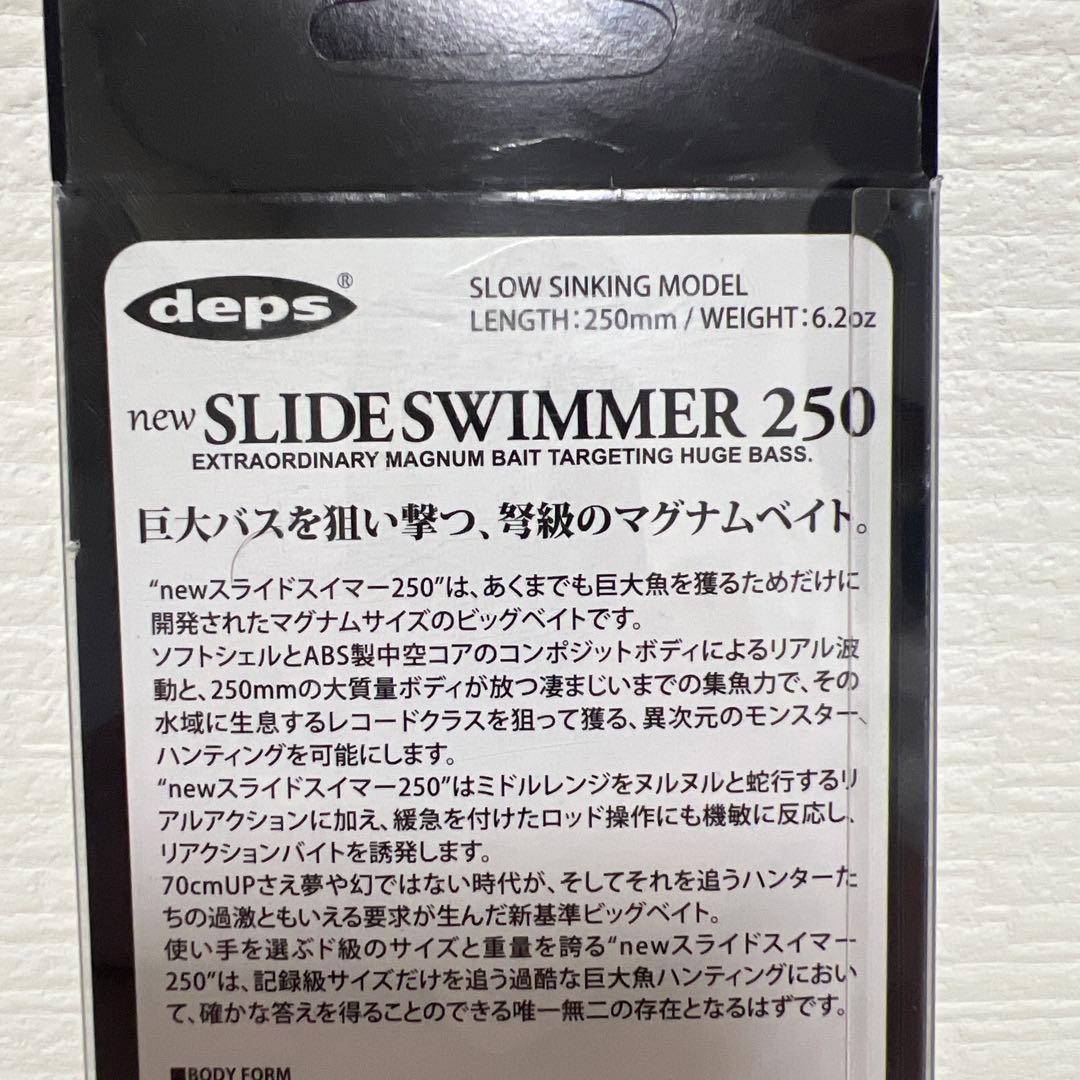 deps®
SLOW SINKING MODEL
LENGTH:250mm / WEIGHT:6.2oz
new SLIDESWIMMER 250
EXTRAORDINARY MAGNUM BAIT TARGETING HUGE BASS.
巨大バスを狙い撃つ、弩級のマグナムベイト。
“newスライドスイマー250”は、あくまでも巨大魚を獲るためだけに
開発されたマグナムサイズのビッグベイトです。
ソフトシェルとABS製中空コアのコンポジットボディによるリアル波
動と、250mmの大質量ボディが放つ凄まじいまでの集魚力で、その
水域に生息するレコードクラスを狙って獲る、異次元のモンスター
ハンティングを可能にします。
“newスライドスイマー250”はミドルレンジをヌルヌルと蛇行するリ
アルアクションに加え、緩急を付けたロッド操作にも機敏に反応し、
リアクションバイトを誘発します。
70cmUPさえ夢や幻ではない時代が、そしてそれを追うハンターた
ちの過激ともいえる要求が生んだ新基準ビッグベイト。
使い手を選ぶド級のサイズと重量を誇る“newスライドスイマー
250”は、記録級サイズだけを追う過酷な巨大魚ハンティングにおい
て、確かな答えを得ることのできる唯一無二の存在となるはずです。
■BODY FORM